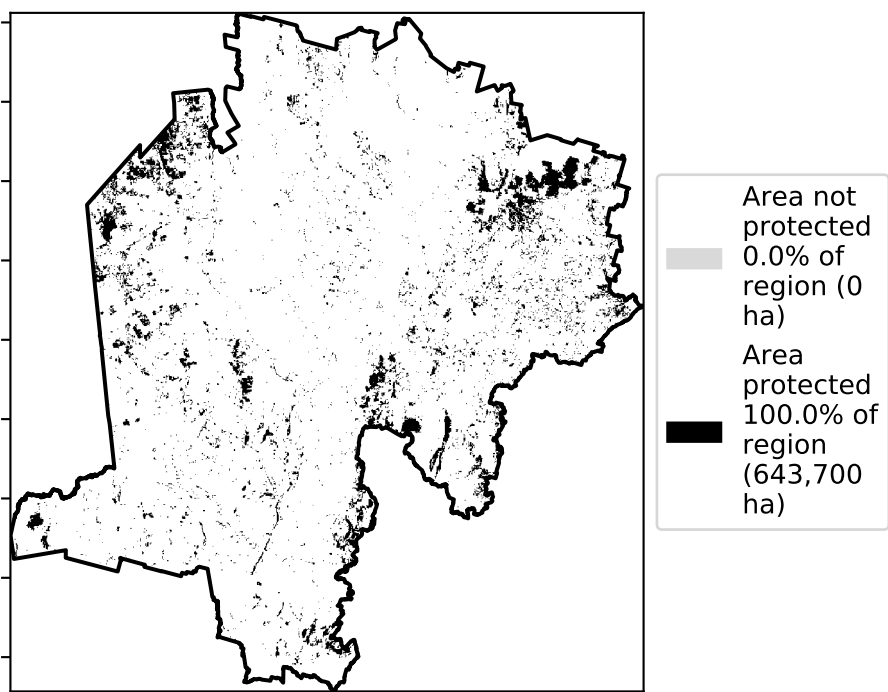 Area not
protected
0.0% of
region (0
ha)
Area
protected
100.0% of
region
(643,700
ha)